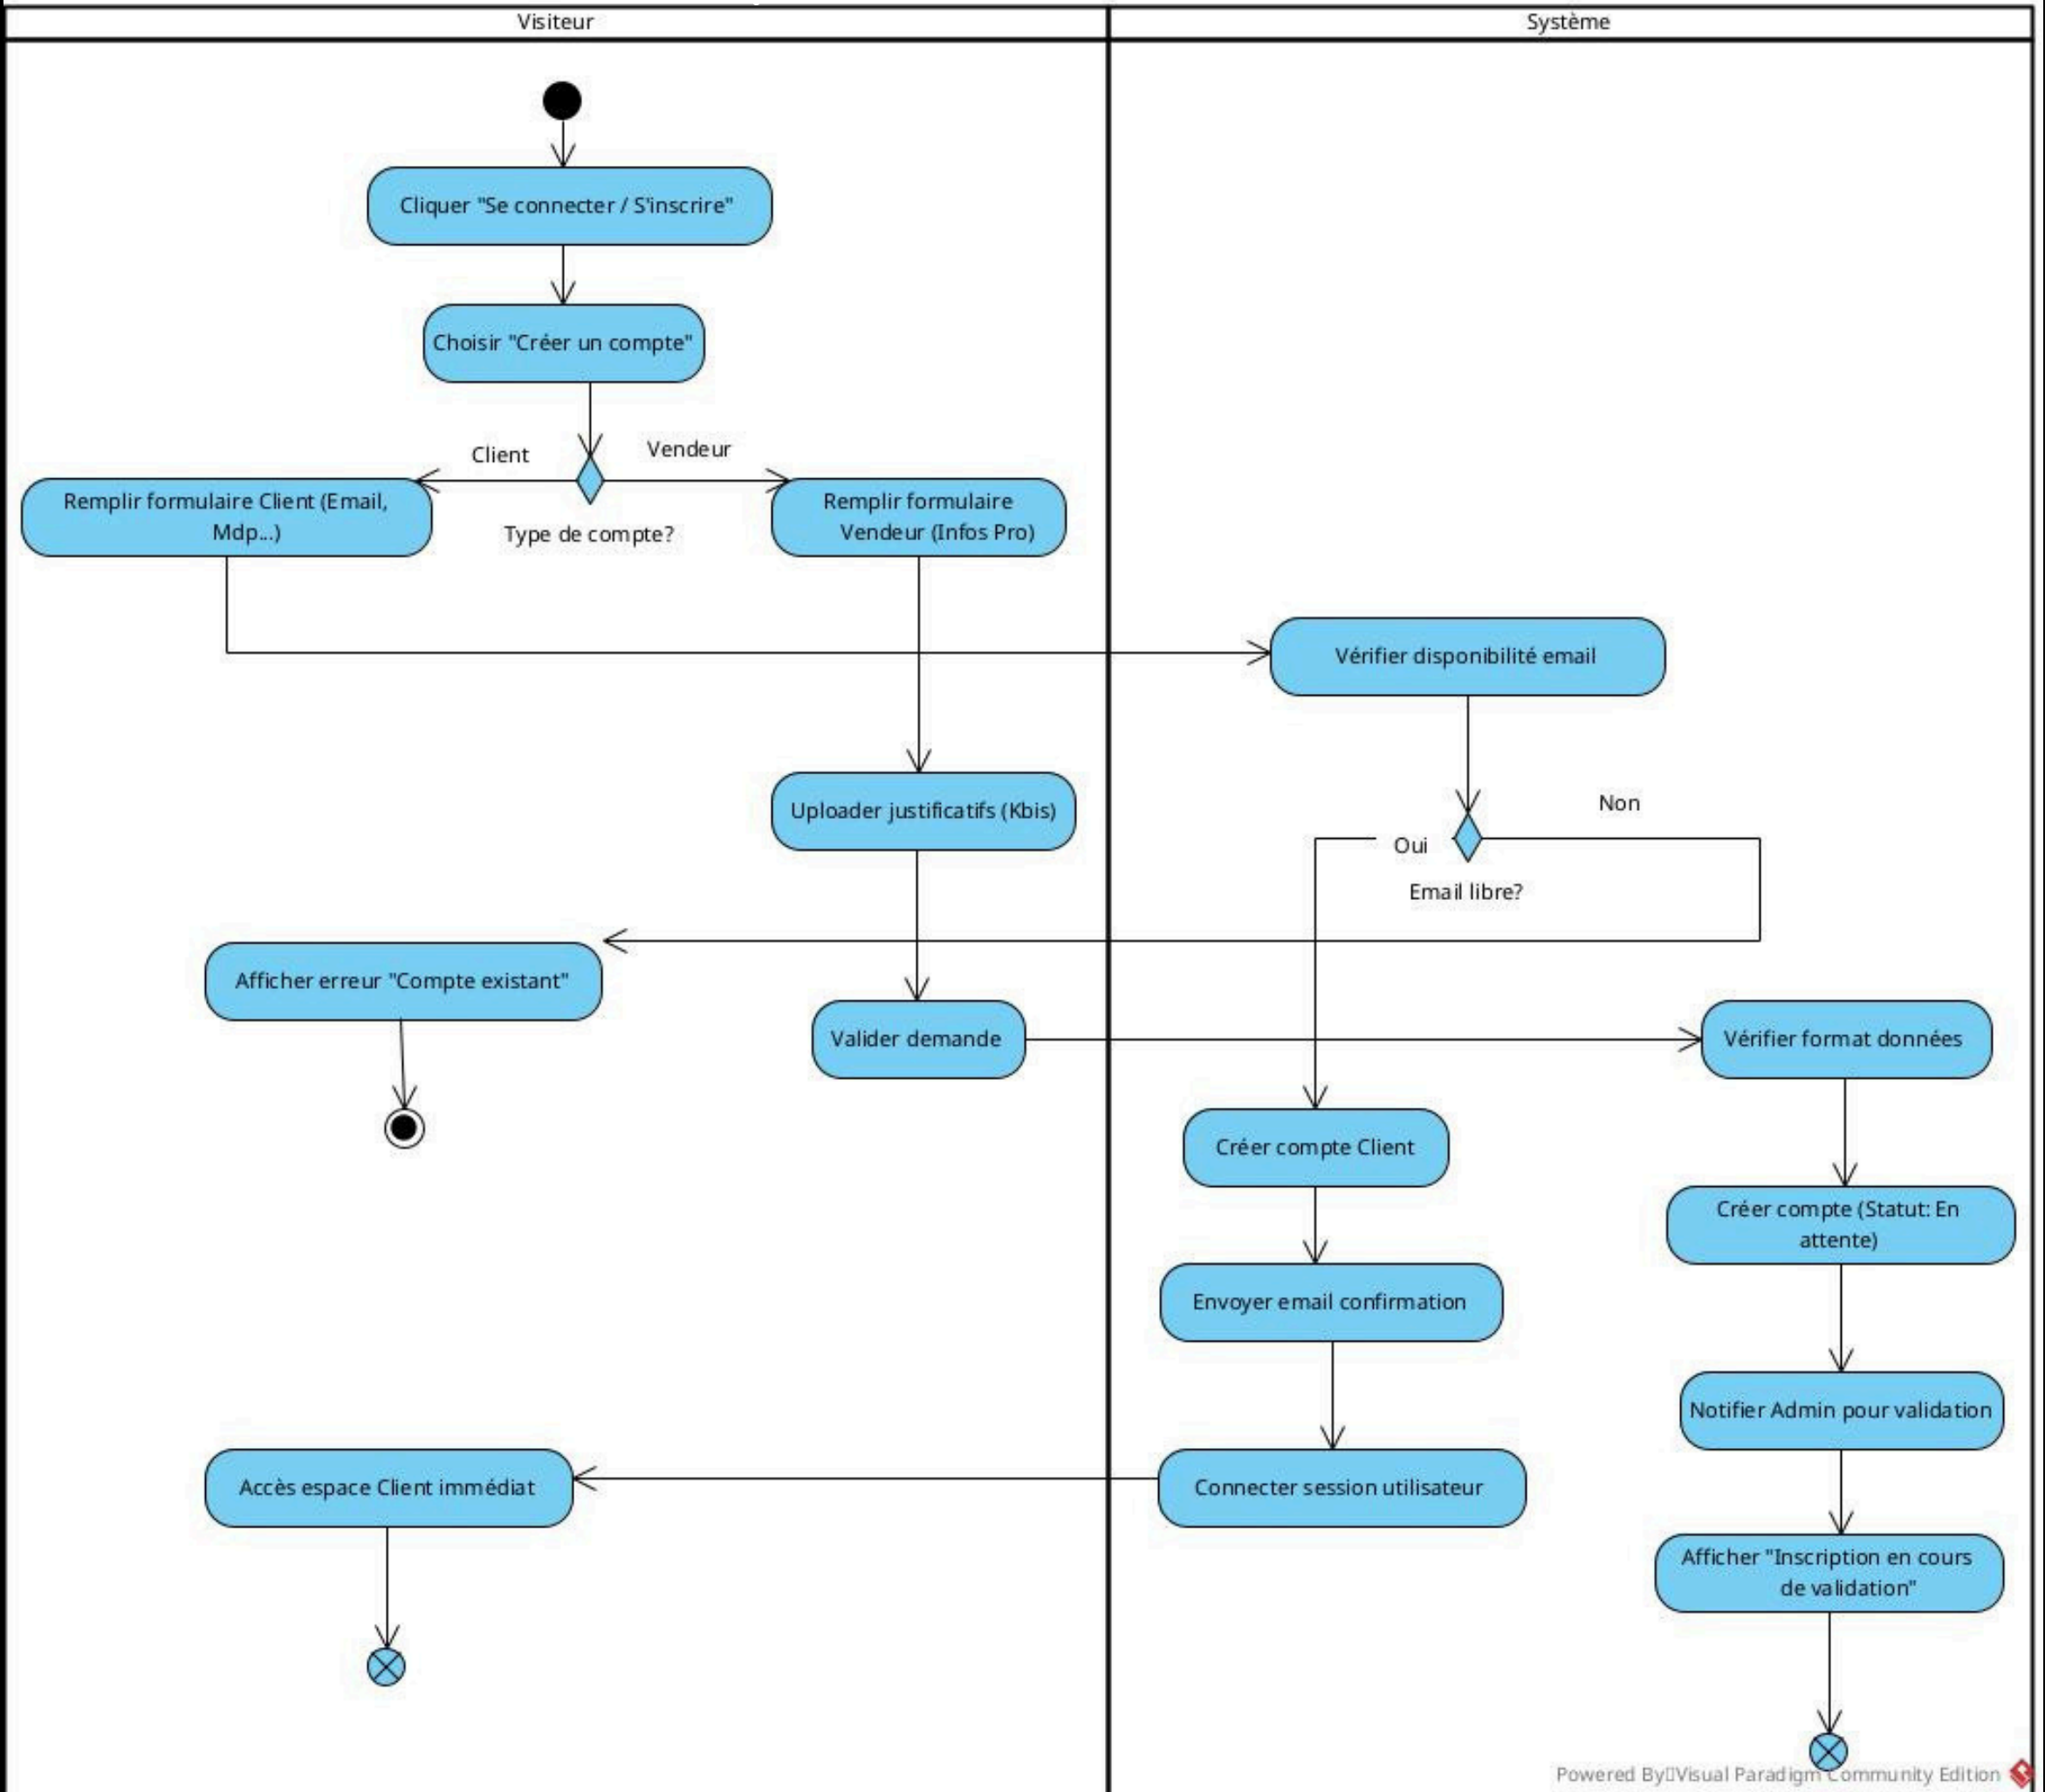 Visiteur
Système
Cliquer "Se connecter / S'inscrire"
Choisir "Créer un compte"
Client
Vendeur
Remplir formulaire Client (Email,
Mdp...)
Type de compte?
Remplir formulaire
Vendeur (Infos Pro)
Vérifier disponibilité email
Uploader justificatifs (Kbis)
Non
Oui
Email libre?
Afficher erreur "Compte existant"
Valider demande
Vérifier format données
Créer compte Client
Créer compte (Statut: En
attente)
Envoyer email confirmation
Notifier Admin pour validation
Accès espace Client immédiat
Connecter session utilisateur
Afficher "Inscription en cours
de validation"
Powered By▯Visual Paradigm Community Edition